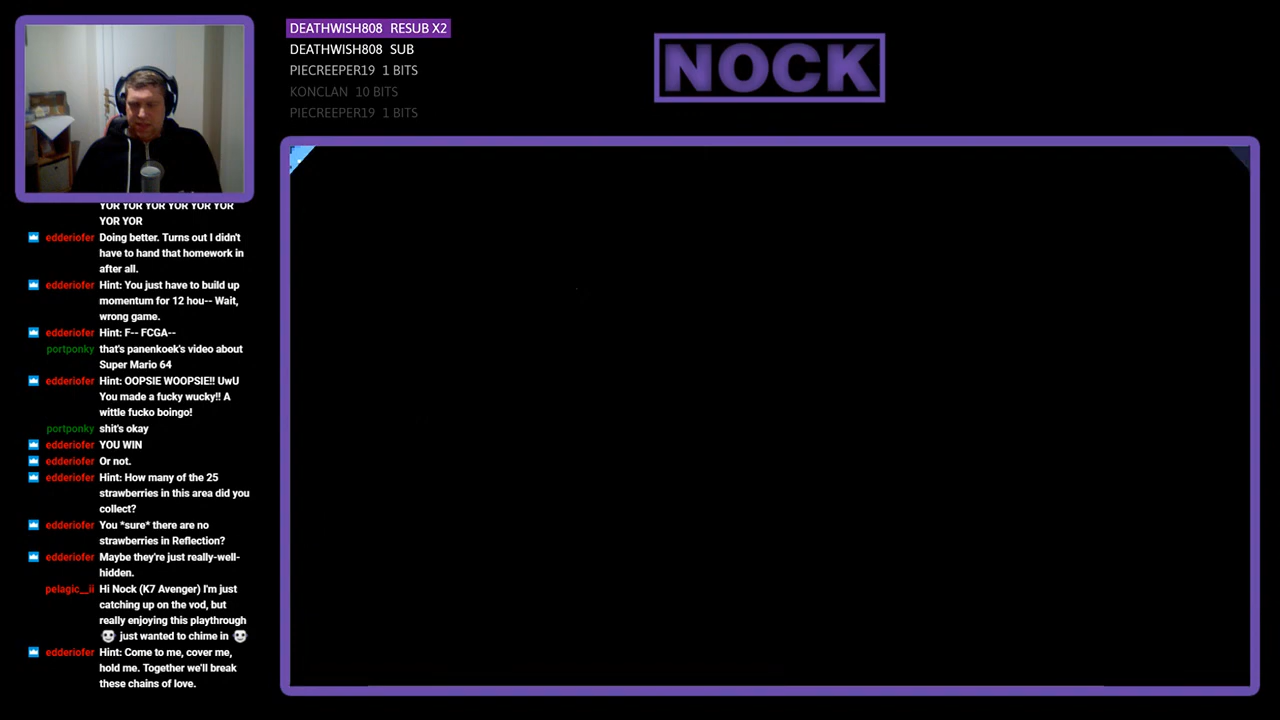 DEATHWISH808 RESUB X2
DEATHWISH808 SUB
PIECREEPER19 1 BITS
KONCLAN 10 BITS
PIECREEPER19 1 BITS
NOCK
YOR YOR YOR YOR YOR YOR
YOR YOR
edderiofer Doing better. Turns out I didn't
have to hand that homework in
after all.
edderiofer Hint: You just have to build up
momentum for 12 hou-- Wait,
wrong game.
edderiofer Hint: F-- FCGA--
portponky that's panenkoek's video about
Super Mario 64
edderiofer Hint: OOPSIE WOOPSIE!! UwU
You made a fucky wucky!! A
wittle fucko boingo!
portponky shit's okay
edderiofer YOU WIN
edderiofer Or not.
edderiofer Hint: How many of the 25
strawberries in this area did you
collect?
edderiofer You *sure* there are no
strawberries in Reflection?
edderiofer Maybe they're just really-well-
hidden.
pelagic__ii Hi Nock (K7 Avenger) I'm just
catching up on the vod, but
really enjoying this playthrough
just wanted to chime in
edderiofer Hint: Come to me, cover me,
hold me. Together we'll break
these chains of love.